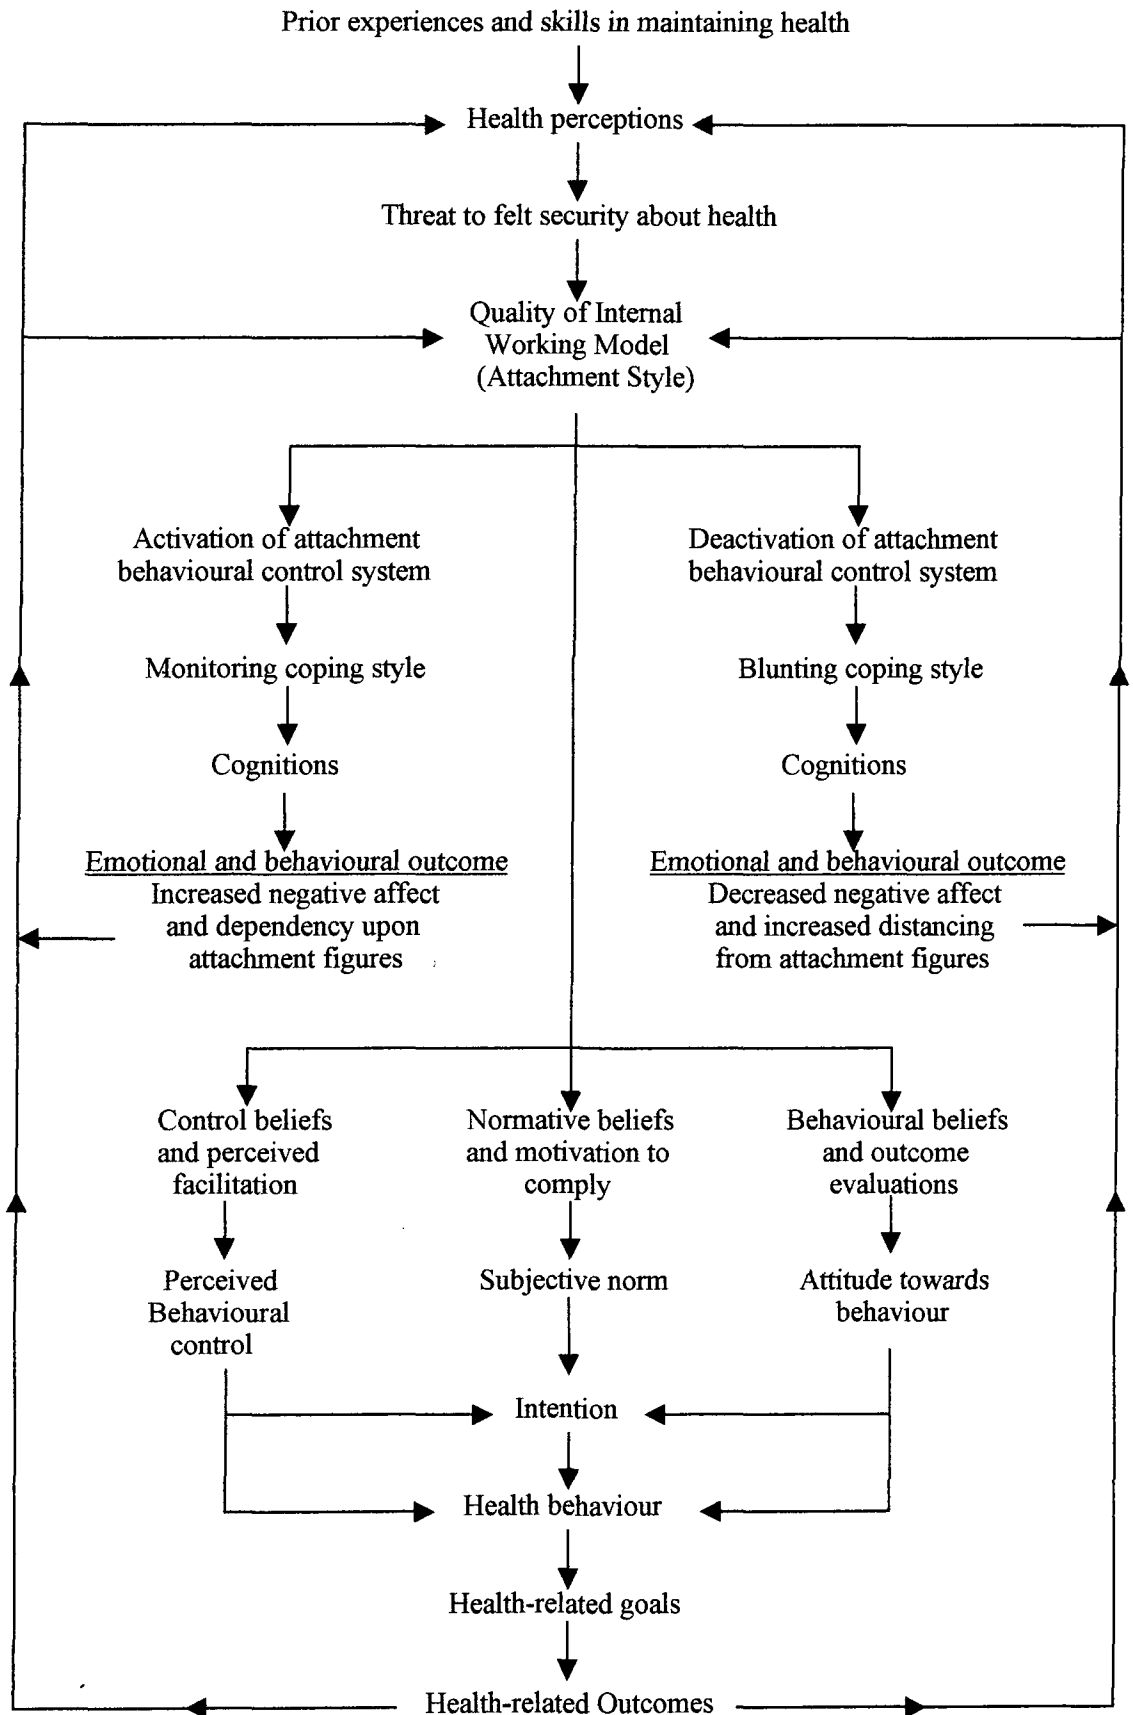 Prior experiences and skills in maintaining health
Health perceptions
Threat to felt security about health
Quality of Internal
Working Model
(Attachment Style)
Activation of attachment
behavioural control system
Monitoring coping style
Cognitions
Emotional and behavioural outcome
Increased negative affect
and dependency upon
attachment figures
Deactivation of attachment
behavioural control system
Blunting coping style
Cognitions
Emotional and behavioural outcome
Decreased negative affect
and increased distancing
from attachment figures
Control beliefs
and perceived
facilitation
Normative beliefs
and motivation to
comply
Behavioural beliefs
and outcome
evaluations
Perceived
Behavioural
control
Subjective norm
Attitude towards
behaviour
Intention
Health behaviour
Health-related goals
Health-related Outcomes